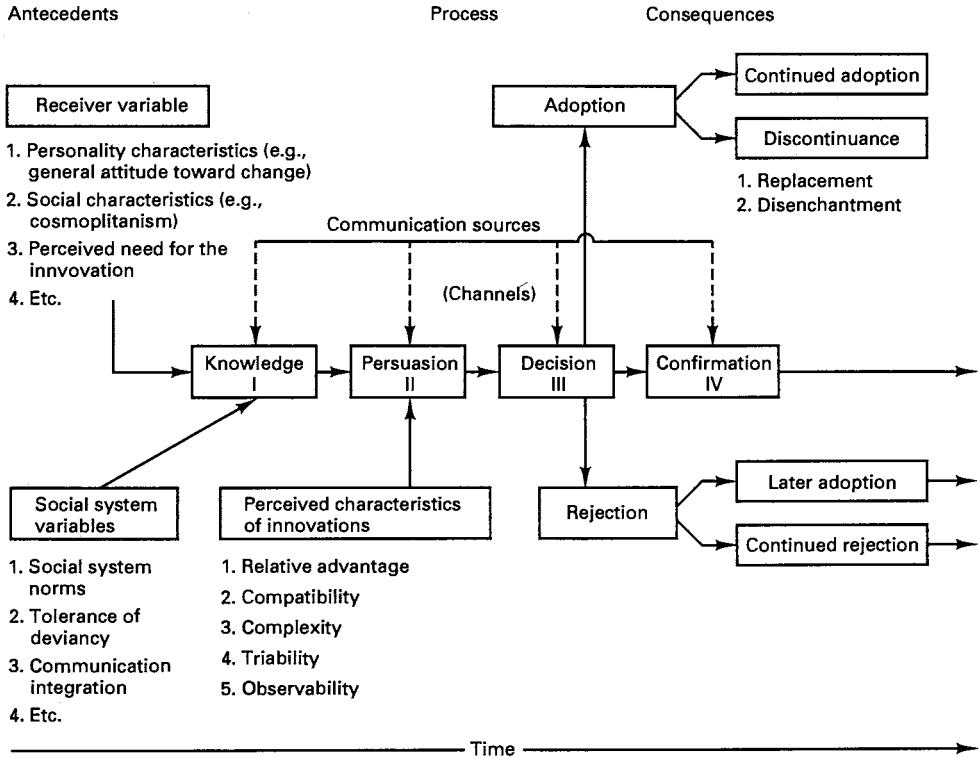 Antecedents
Process
Consequences
Receiver variable
1. Personality characteristics (e.g.,
general attitude toward change)
2. Social characteristics (e.g.,
cosmoplitanism)
3. Perceived need for the
innvovation
4. Etc.
Adoption
Continued adoption
Discontinuance
1. Replacement
2. Disenchantment
Communication sources
(Channels)
Knowledge
I
Persuasion
II
Decision
III
Confirmation
IV
Social system
variables
1. Social system
norms
2. Tolerance of
deviancy
3. Communication
integration
4. Etc.
Perceived characteristics
of innovations
1. Relative advantage
2. Compatibility
3. Complexity
4. Triability
5. Observability
Rejection
Later adoption
Continued rejection
Time